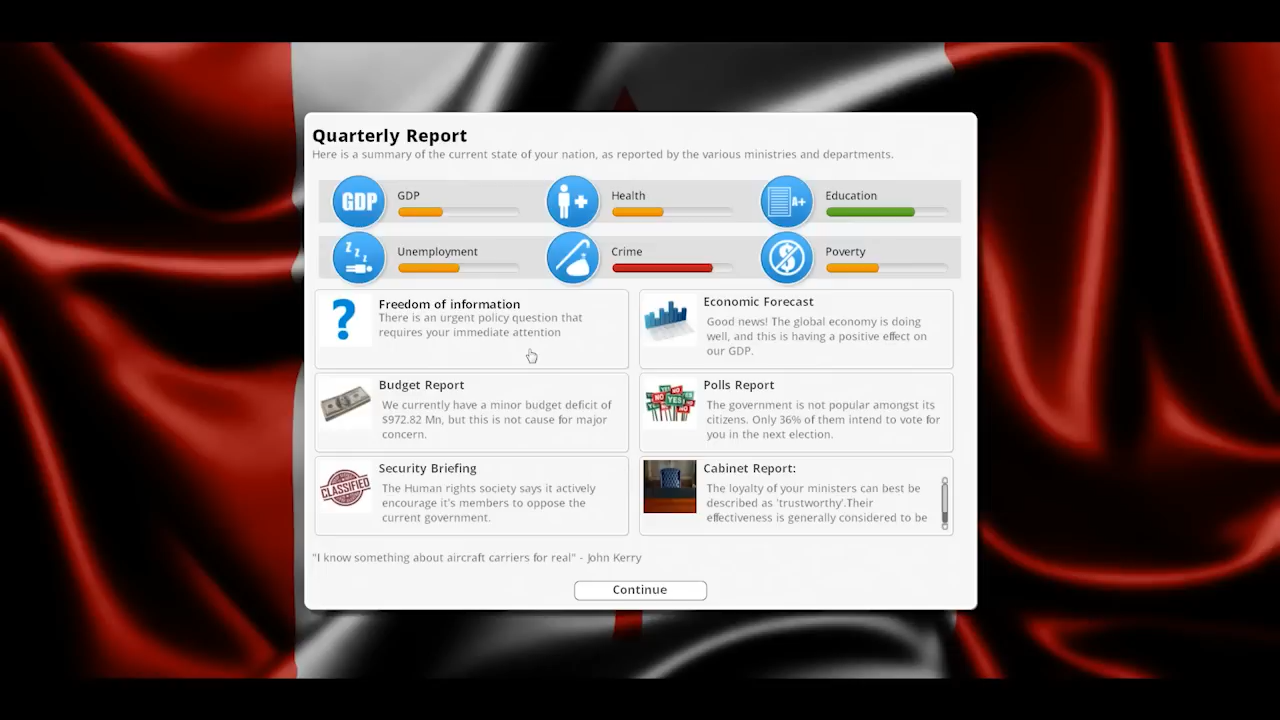 Quarterly Report
Here is a summary of the current state of your nation, as reported by the various ministries and departments.
GDP
GDP
Health
A+
Education
Z Z Z
Unemployment
Crime
$
Poverty
?
Freedom of information
There is an urgent policy question that
requires your immediate attention
Economic Forecast
Good news! The global economy is doing
well, and this is having a positive effect on
our GDP.
Budget Report
We currently have a minor budget deficit of
$972.82 Mn, but this is not cause for major
concern.
NO
YES
NO
Polls Report
The government is not popular amongst its
citizens. Only 36% of them intend to vote for
you in the next election.
CLASSIFIED
Security Briefing
The Human rights society says it actively
encourage it's members to oppose the
current government.
Cabinet Report:
The loyalty of your ministers can best be
described as 'trustworthy'.Their
effectiveness is generally considered to be
"I know something about aircraft carriers for real" - John Kerry
Continue